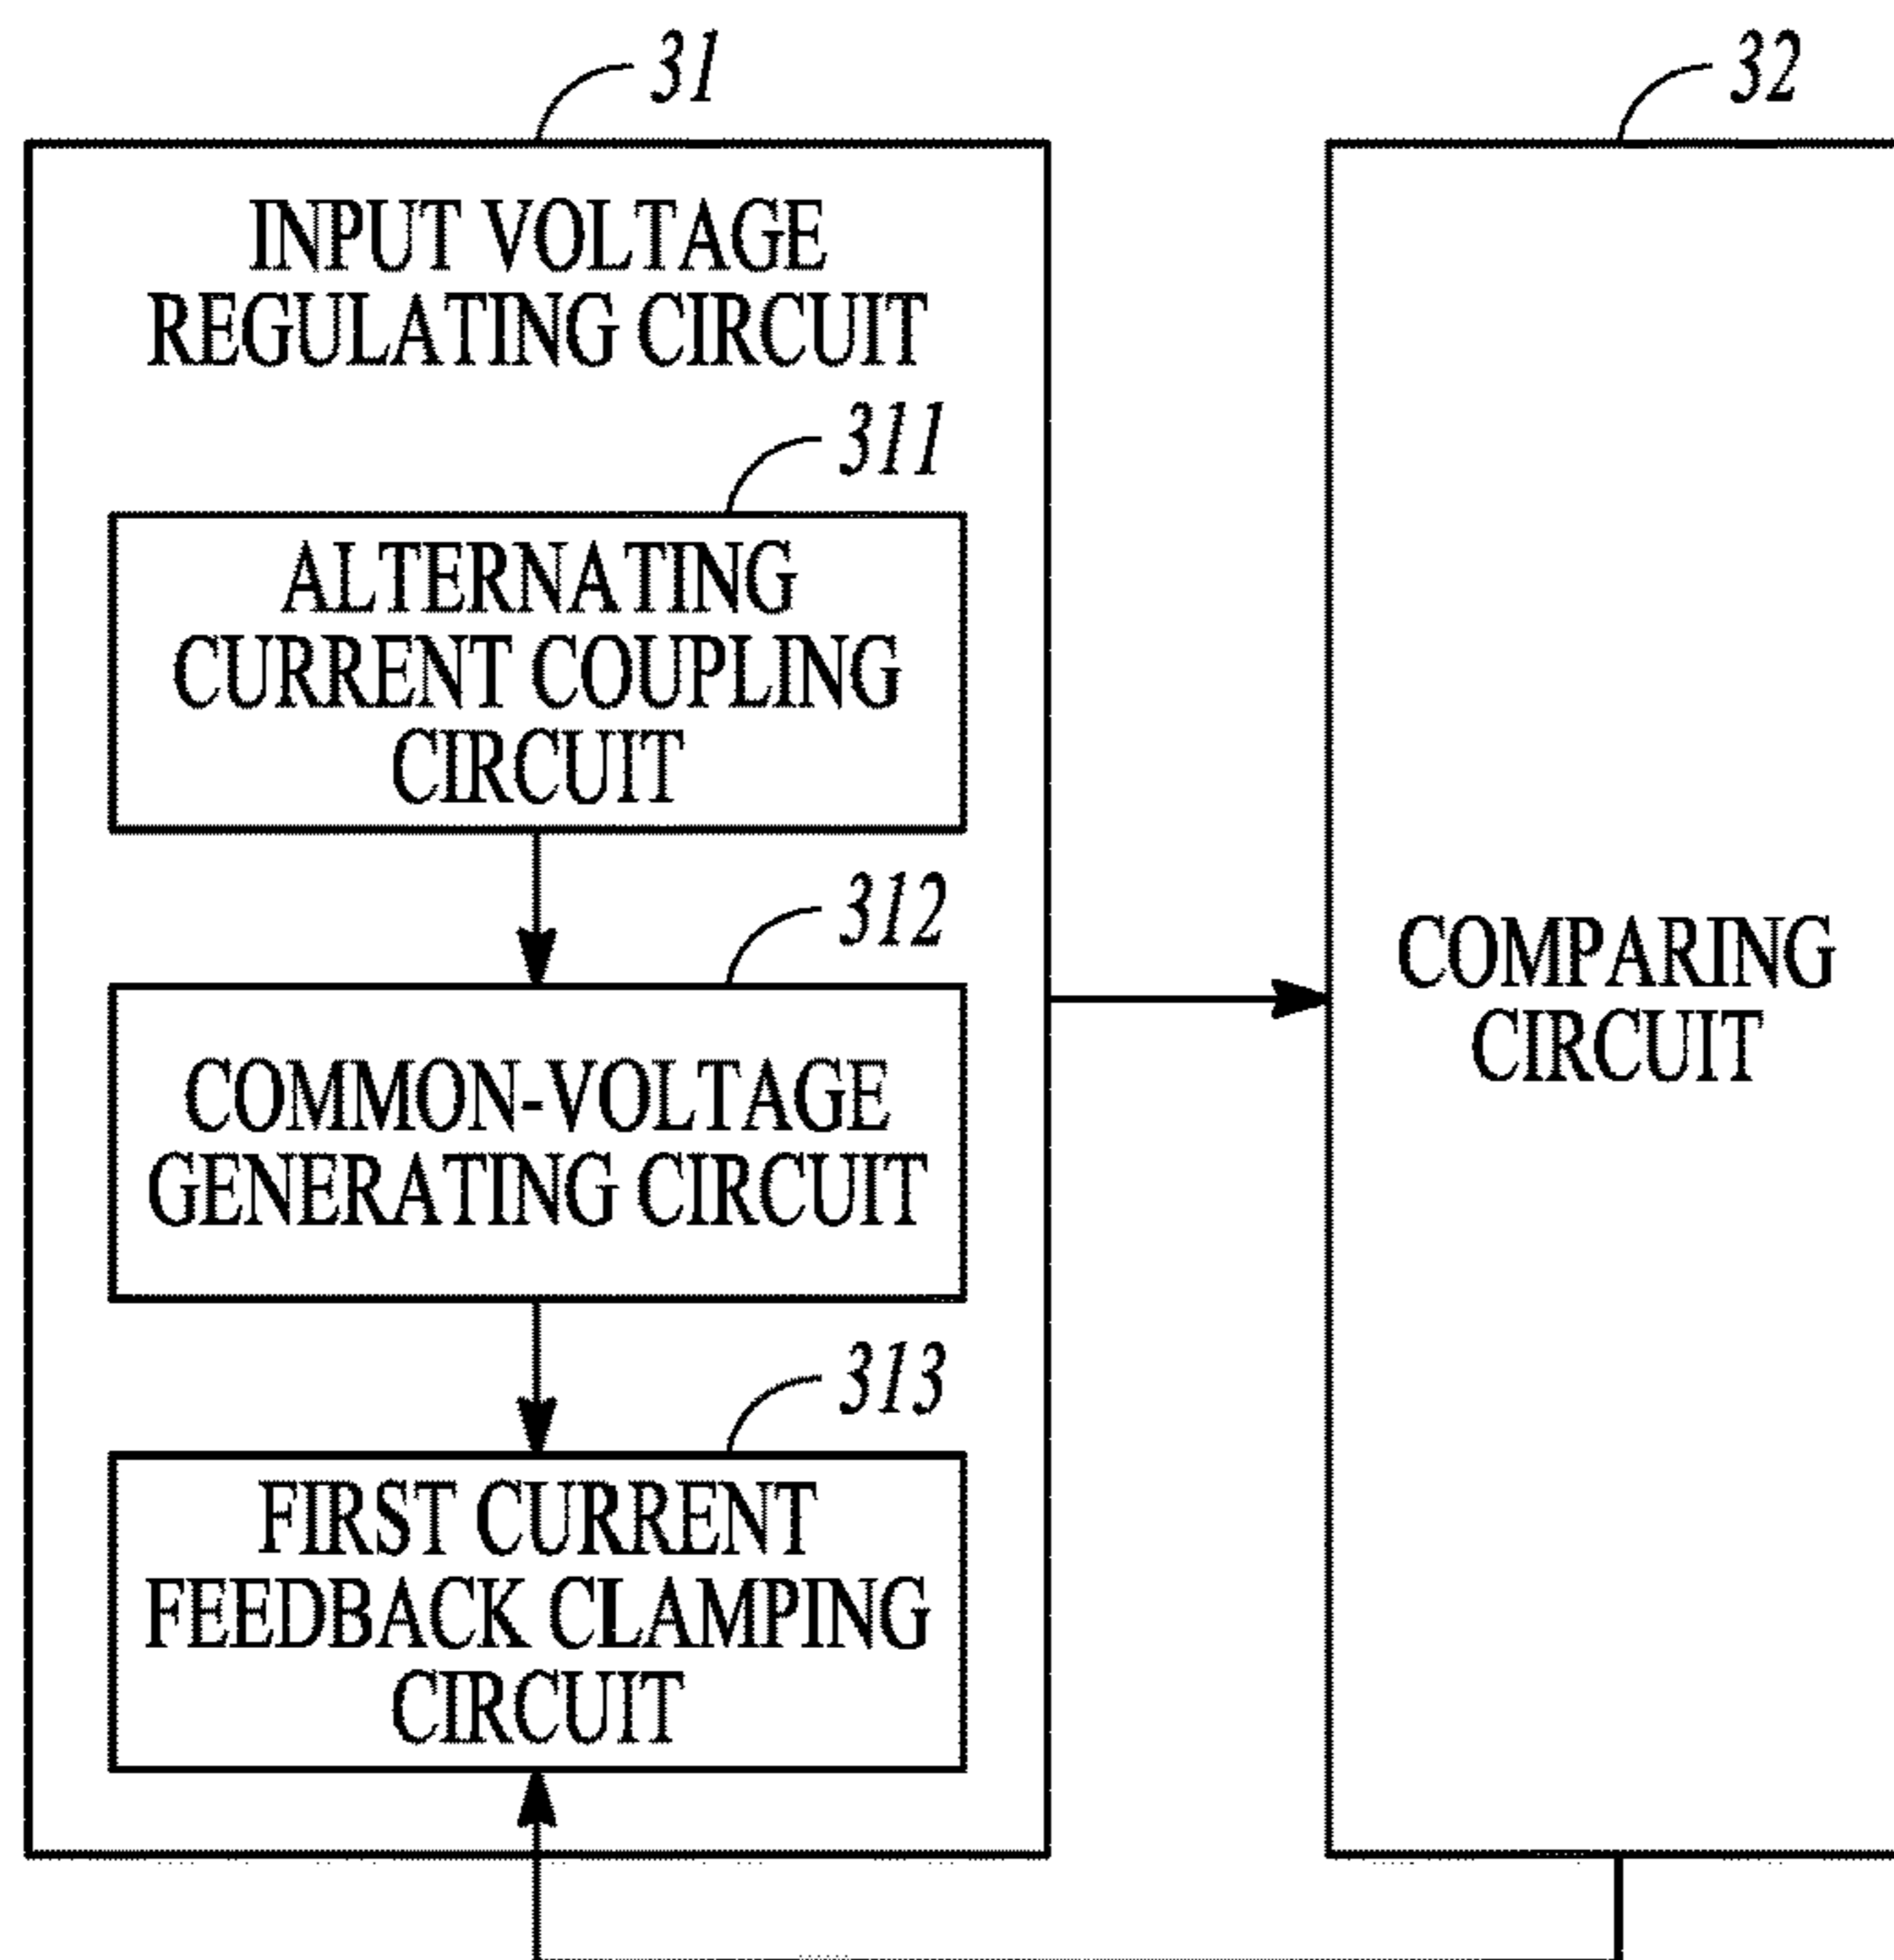 31
32
INPUT VOLTAGE
REGULATING CIRCUIT
311
ALTERNATING
CURRENT COUPLING
CIRCUIT
312
COMMON-VOLTAGE
GENERATING CIRCUIT
313
FIRST CURRENT
FEEDBACK CLAMPING
CIRCUIT
COMPARING
CIRCUIT